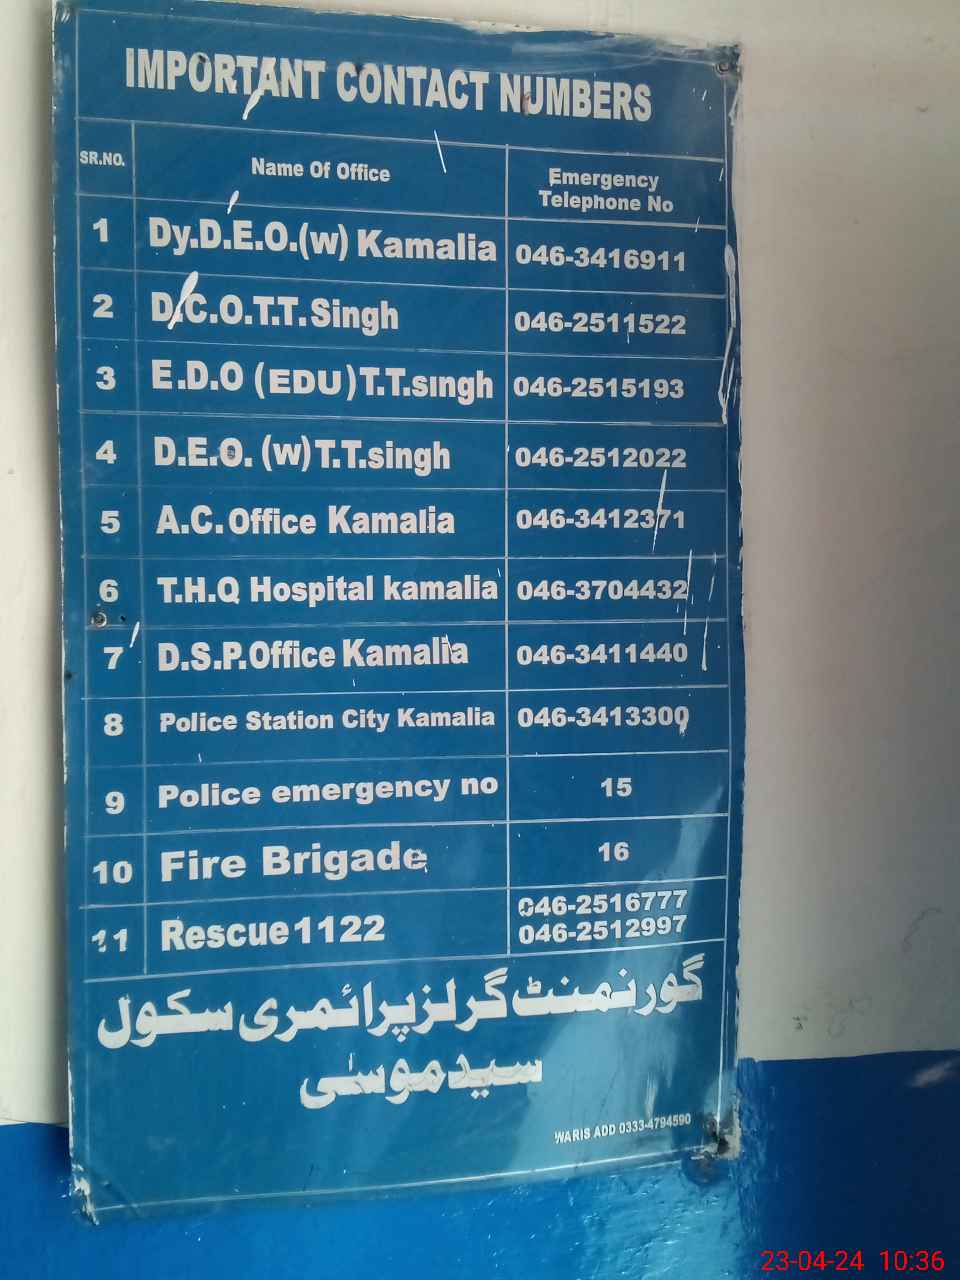 IMPORTANT CONTACT NUMBERS
SR.NO. Name Of Office Emergency Telephone No
1 Dy.D.E.O.(w) Kamalia 046-3416911
2 D.C.O.T.T.Singh 046-2511522
3 E.D.O (EDU) T.T.singh 046-2515193
4 D.E.O. (w) T.T.singh 046-2512022
5 A.C.Office Kamalia 046-3412371
6 T.H.Q Hospital kamalia 046-3704432
7 D.S.P.Office Kamalia 046-3411440
8 Police Station City Kamalia 046-3413300
9 Police emergency no 15
10 Fire Brigade 16
11 Rescue 1122 046-2516777
046-2512997
گورنمنٹ گرلز پرائمری سکول
سید موسٰی
WARIS ADD 0333-4794590
23-04-24 10:36